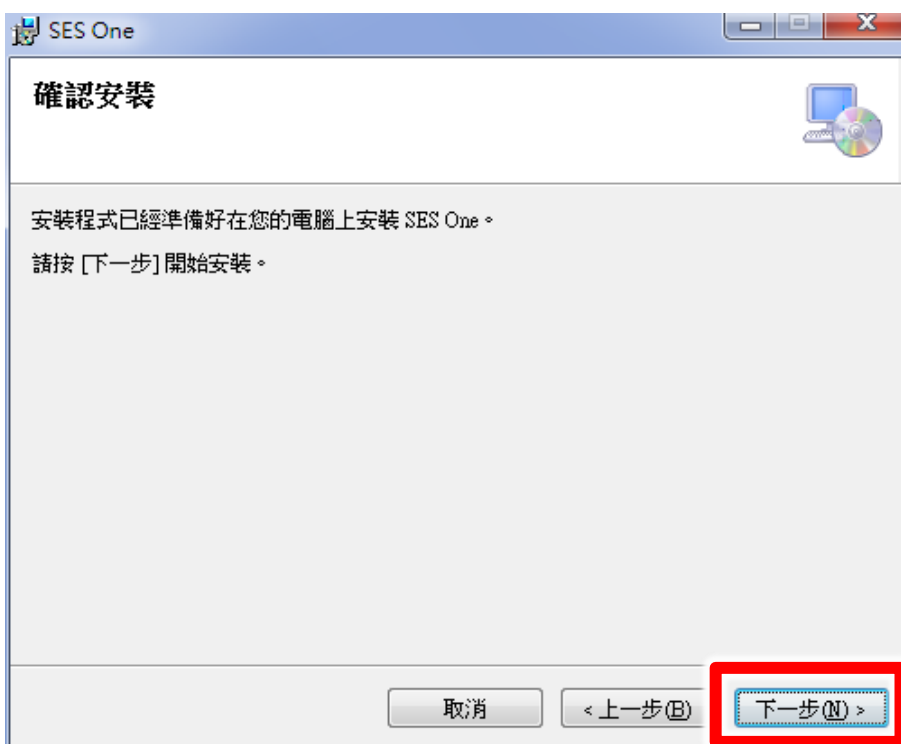 SES One
確認安裝
安裝程式已經準備好在您的電腦上安裝 SES One。
請按 [下一步] 開始安裝。
取消
<上一步(B)
下一步(N) >